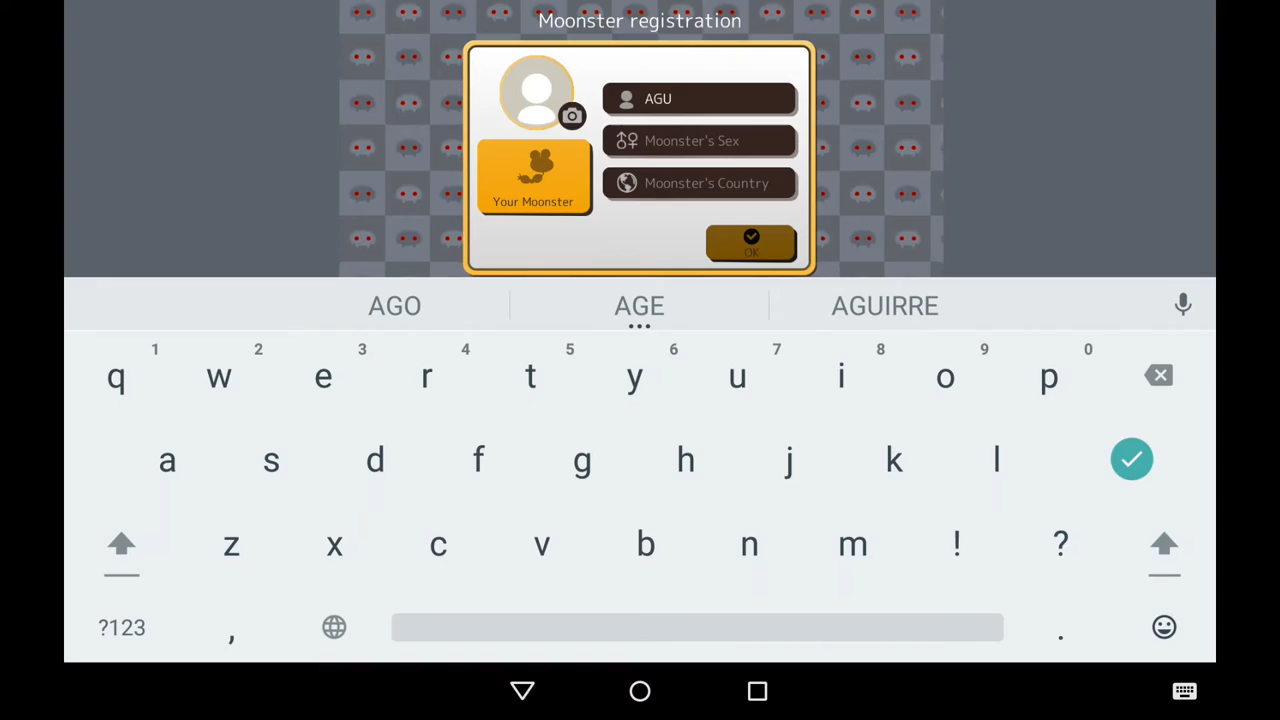 Moonster registration
AGU
Moonster's Sex
Moonster's Country
Your Moonster
OK
AGO AGE AGUIRRE
1 2 3 4 5 6 7 8 9 0
q w e r t y u i o p
a s d f g h j k l
z x c v b n m ! ?
?123 , .